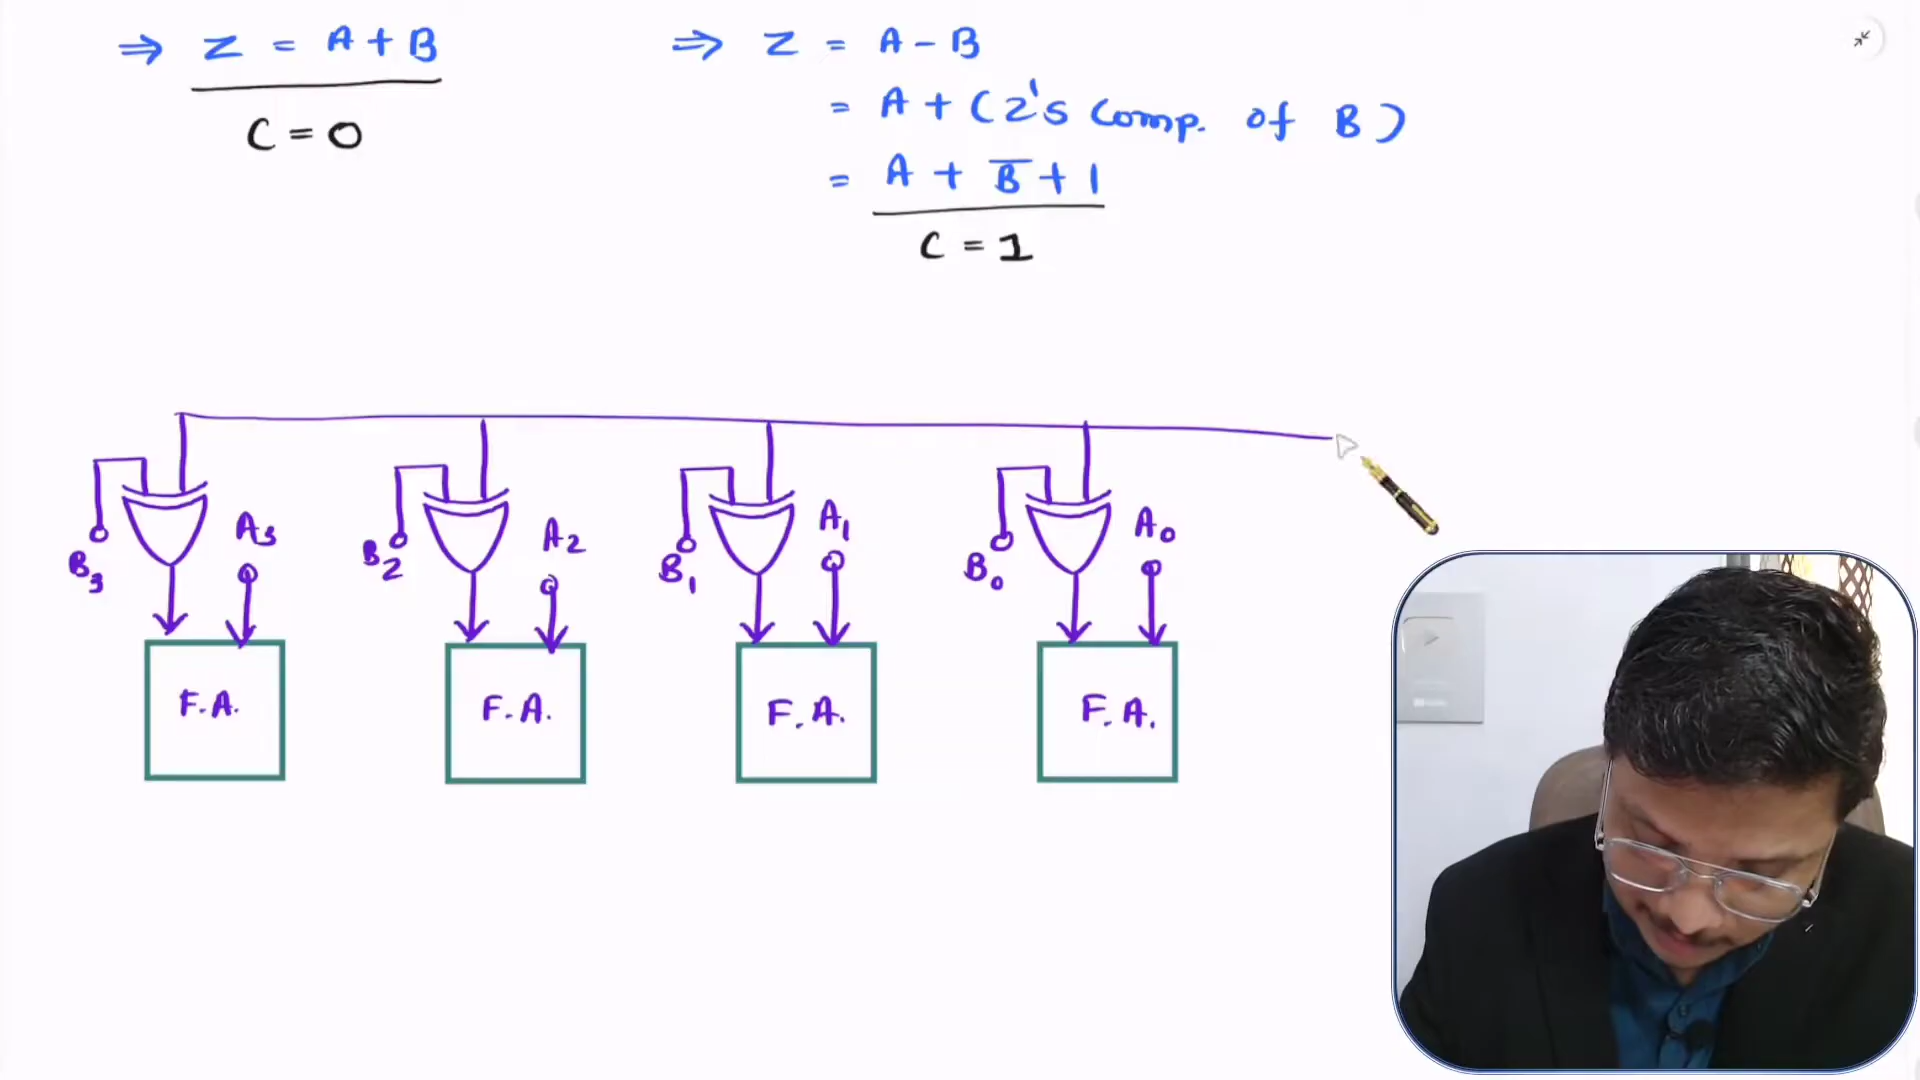 ⇒ Z = A + B
C = 0
⇒ Z = A - B
= A + (2's comp. of B)
= A + B̅ + 1
C = 1
B3 A3 B2 A2 B1 A1 B0 A0
F.A. F.A. F.A. F.A.